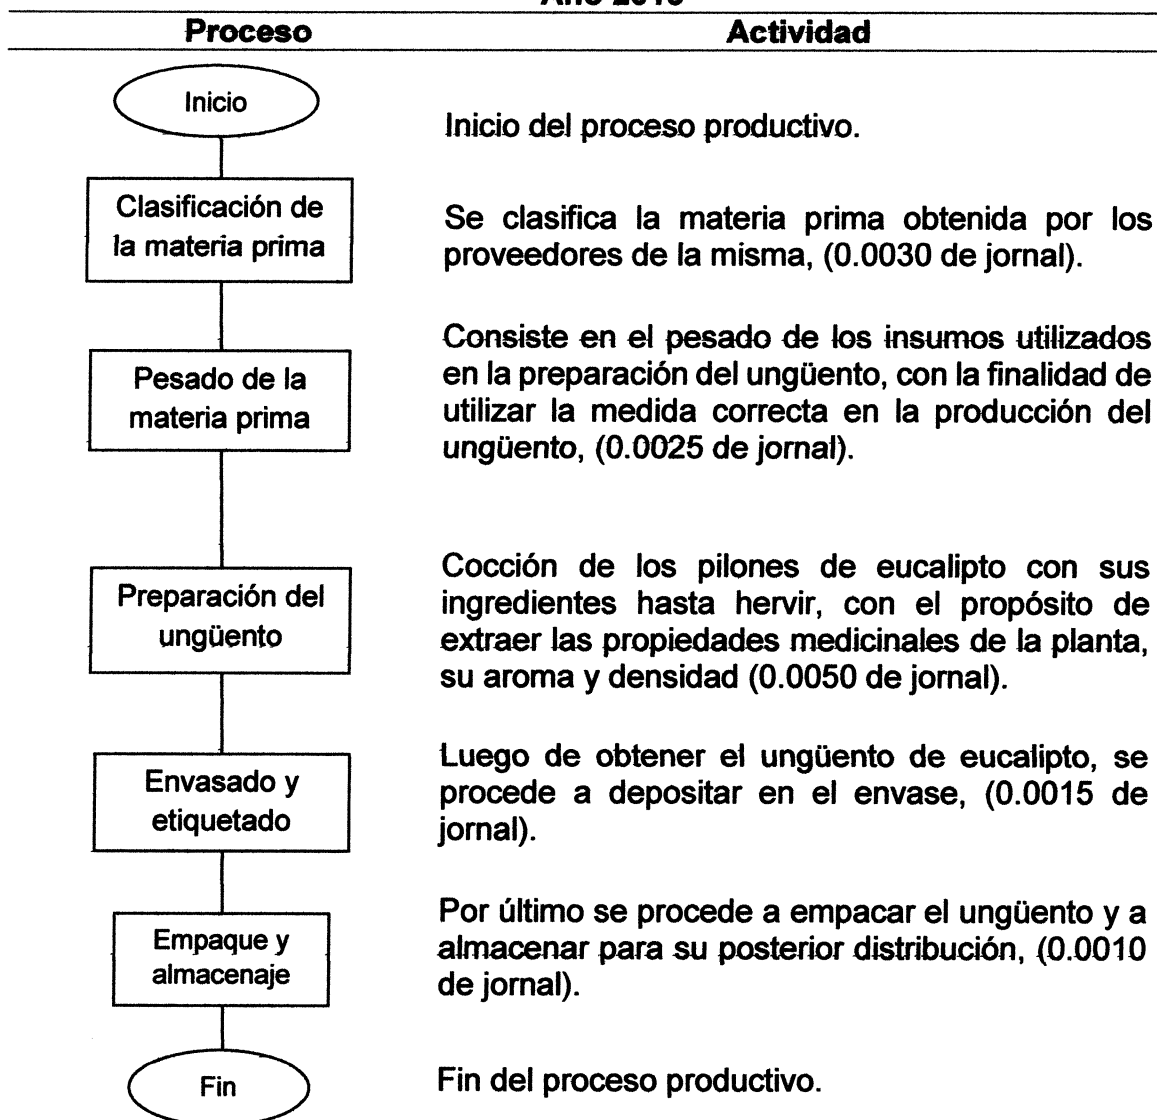 Proceso Actividad
Inicio
Inicio del proceso productivo.
Clasificación de
la materia prima
Se clasifica la materia prima obtenida por los
proveedores de la misma, (0.0030 de jornal).
Pesado de la
materia prima
Consiste en el pesado de los insumos utilizados
en la preparación del ungüento, con la finalidad de
utilizar la medida correcta en la producción del
ungüento, (0.0025 de jornal).
Preparación del
ungüento
Cocción de los pilones de eucalipto con sus
ingredientes hasta hervir, con el propósito de
extraer las propiedades medicinales de la planta,
su aroma y densidad (0.0050 de jornal).
Envasado y
etiquetado
Luego de obtener el ungüento de eucalipto, se
procede a depositar en el envase, (0.0015 de
jornal).
Empaque y
almacenaje
Por último se procede a empacar el ungüento y a
almacenar para su posterior distribución, (0.0010
de jornal).
Fin
Fin del proceso productivo.